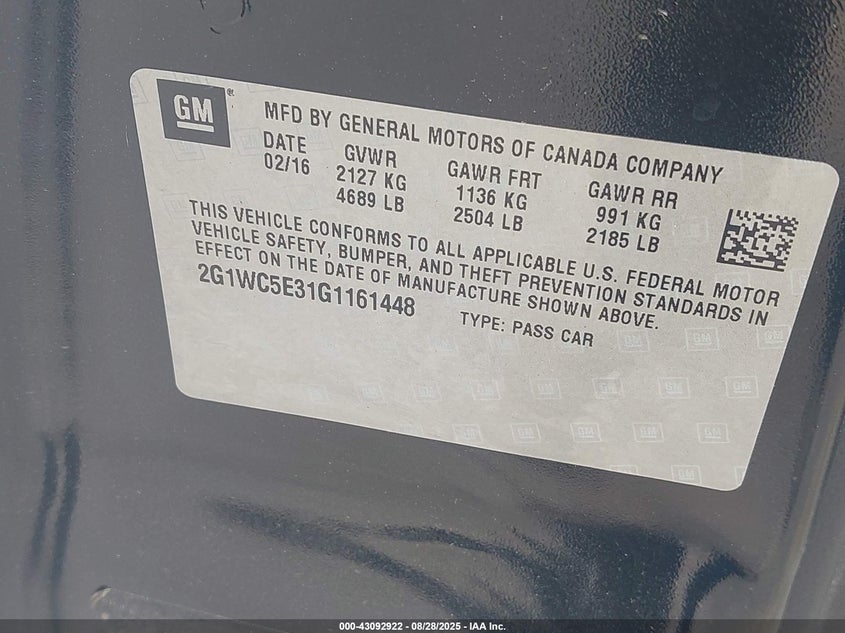 GM®
MFD BY GENERAL MOTORS OF CANADA COMPANY
DATE GVWR GAWR FRT GAWR RR
02/16 2127 KG 1136 KG 991 KG
4689 LB 2504 LB 2185 LB
THIS VEHICLE CONFORMS TO ALL APPLICABLE U.S. FEDERAL MOTOR
VEHICLE SAFETY, BUMPER, AND THEFT PREVENTION STANDARDS IN
EFFECT ON THE DATE OF MANUFACTURE SHOWN ABOVE.
2G1WC5E31G1161448 TYPE: PASS CAR
000-43092922 - 08/28/2025 - IAA Inc.